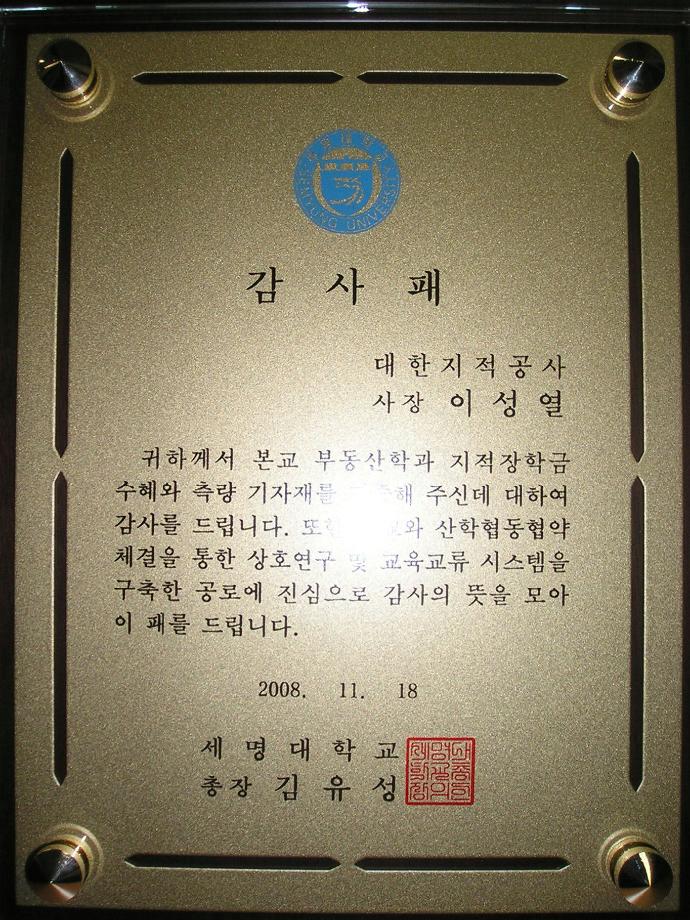 SEMYUNG UNIVERSITY
감 사 패
대한지적공사
사장 이 성 열
귀하께서 본교 부동산학과 지적장학금
수혜와 측량 기자재를 주신데 대하여
감사를 드립니다. 산학협동협약
체결을 통한 상호연구 및 교육교류 시스템을
구축한 공로에 진심으로 감사의 뜻을 모아
이 패를 드립니다.
2008. 11. 18
세 명 대 학 교
총장 김 유 성